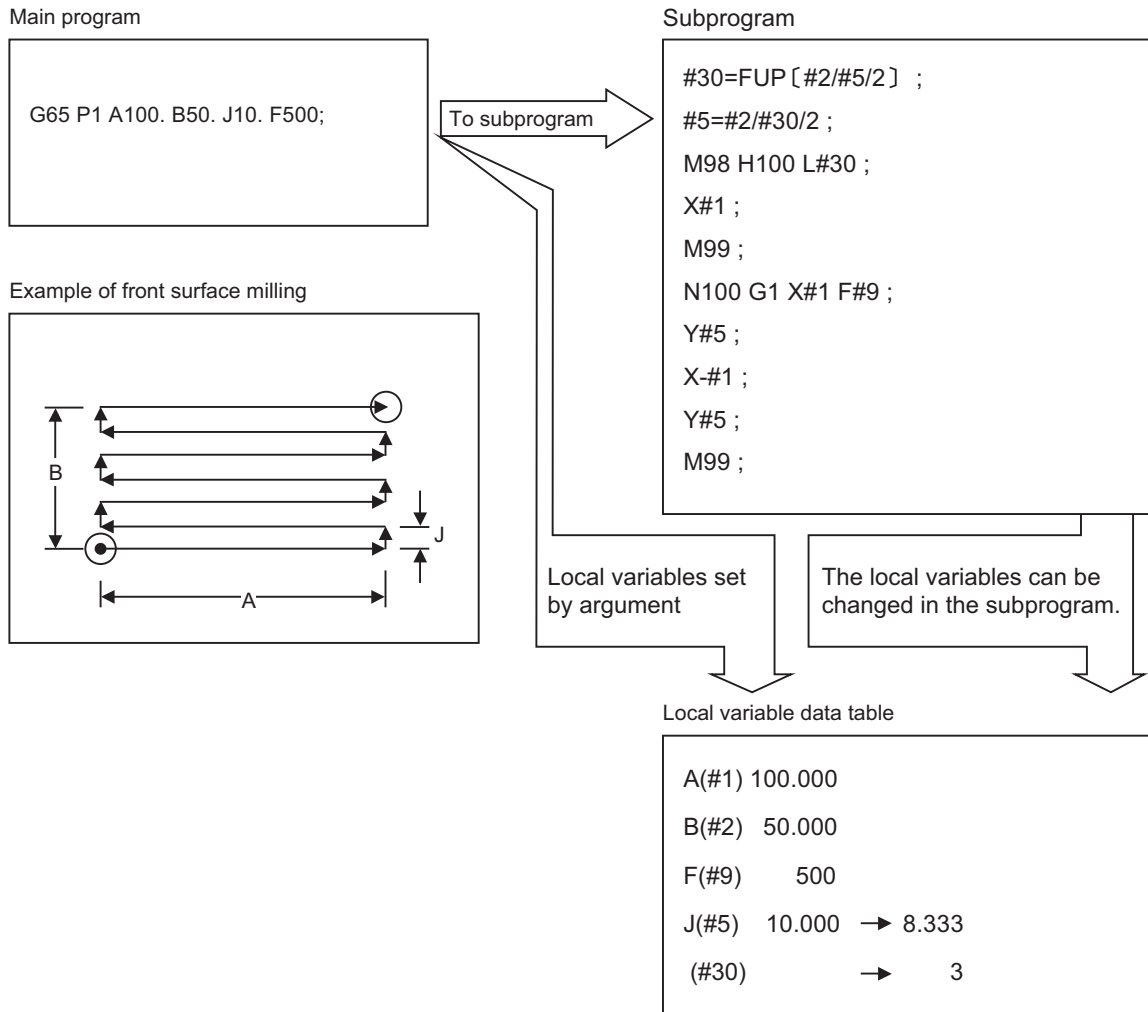 Main program
G65 P1 A100. B50. J10. F500;
To subprogram
Subprogram
#30=FUP〔#2/#5/2〕 ;
#5=#2/#30/2 ;
M98 H100 L#30 ;
X#1 ;
M99 ;
N100 G1 X#1 F#9 ;
Y#5 ;
X-#1 ;
Y#5 ;
M99 ;
Example of front surface milling
B
J
A
Local variables set
by argument
The local variables can be
changed in the subprogram.
Local variable data table
A(#1) 100.000
B(#2) 50.000
F(#9) 500
J(#5) 10.000 → 8.333
(#30) → 3